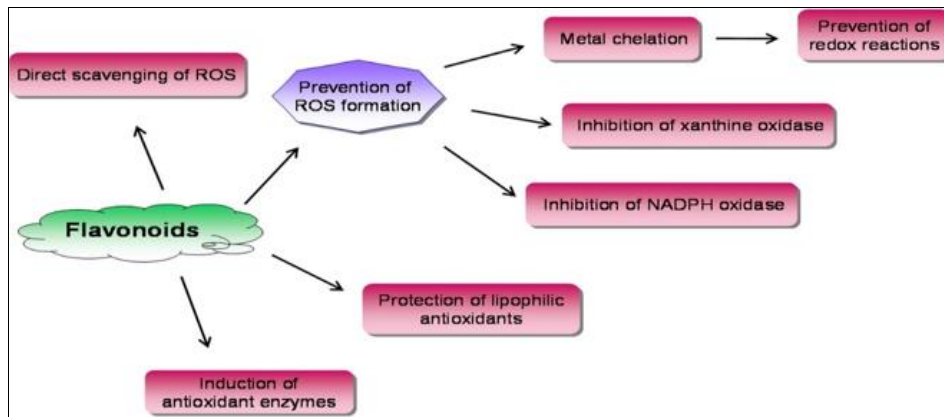 Direct scavenging of ROS
Prevention of
ROS formation
Metal chelation
Prevention of
redox reactions
Inhibition of xanthine oxidase
Inhibition of NADPH oxidase
Flavonoids
Protection of lipophilic
antioxidants
Induction of
antioxidant enzymes